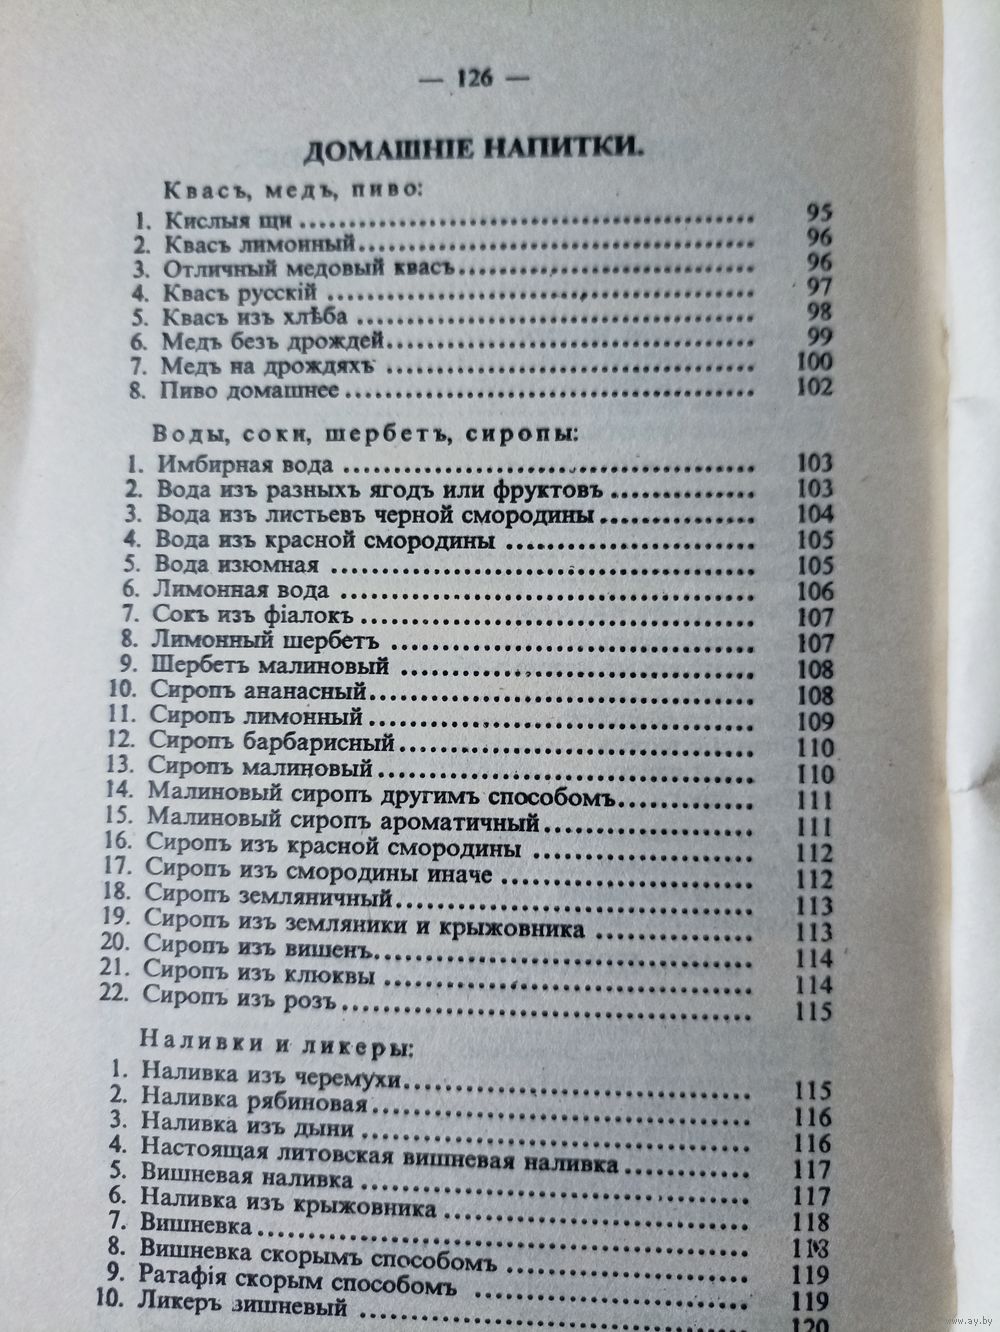 — 126 —
ДОМАШНІЕ НАПИТКИ.
Квасъ, медъ, пиво:
1. Кислыя щи ........ 95
2. Квасъ лимонный ........ 96
3. Отличный медовый квасъ ........ 96
4. Квасъ русскій ........ 97
5. Квасъ изъ хлѣба ........ 98
6. Медъ безъ дрождей ........ 99
7. Медъ на дрождяхъ ........ 100
8. Пиво домашнее ........ 102
Воды, соки, шербетъ, сиропы:
1. Имбирная вода ........ 103
2. Вода изъ разныхъ ягодъ или фруктовъ ........ 103
3. Вода изъ листьевъ черной смородины ........ 104
4. Вода изъ красной смородины ........ 105
5. Вода изюмная ........ 105
6. Лимонная вода ........ 106
7. Сокъ изъ фіалокъ ........ 107
8. Лимонный шербетъ ........ 107
9. Шербетъ малиновый ........ 108
10. Сиропъ ананасный ........ 108
11. Сиропъ лимонный ........ 109
12. Сиропъ барбарисный ........ 110
13. Сиропъ малиновый ........ 110
14. Малиновый сиропъ другимъ способомъ ........ 111
15. Малиновый сиропъ ароматичный ........ 111
16. Сиропъ изъ красной смородины ........ 112
17. Сиропъ изъ смородины иначе ........ 112
18. Сиропъ земляничный ........ 113
19. Сиропъ изъ земляники и крыжовника ........ 113
20. Сиропъ изъ вишенъ ........ 114
21. Сиропъ изъ клюквы ........ 114
22. Сиропъ изъ розъ ........ 115
Наливки и ликеры:
1. Наливка изъ черемухи ........ 115
2. Наливка рябиновая ........ 116
3. Наливка изъ дыни ........ 116
4. Настоящая литовская вишневая наливка ........ 117
5. Вишневая наливка ........ 117
6. Наливка изъ крыжовника ........ 118
7. Вишневка ........ 118
8. Вишневка скорымъ способомъ ........ 119
9. Ратафія скорым способомъ ........ 119
10. Ликеръ вишневый ........ 120
www.ay.by